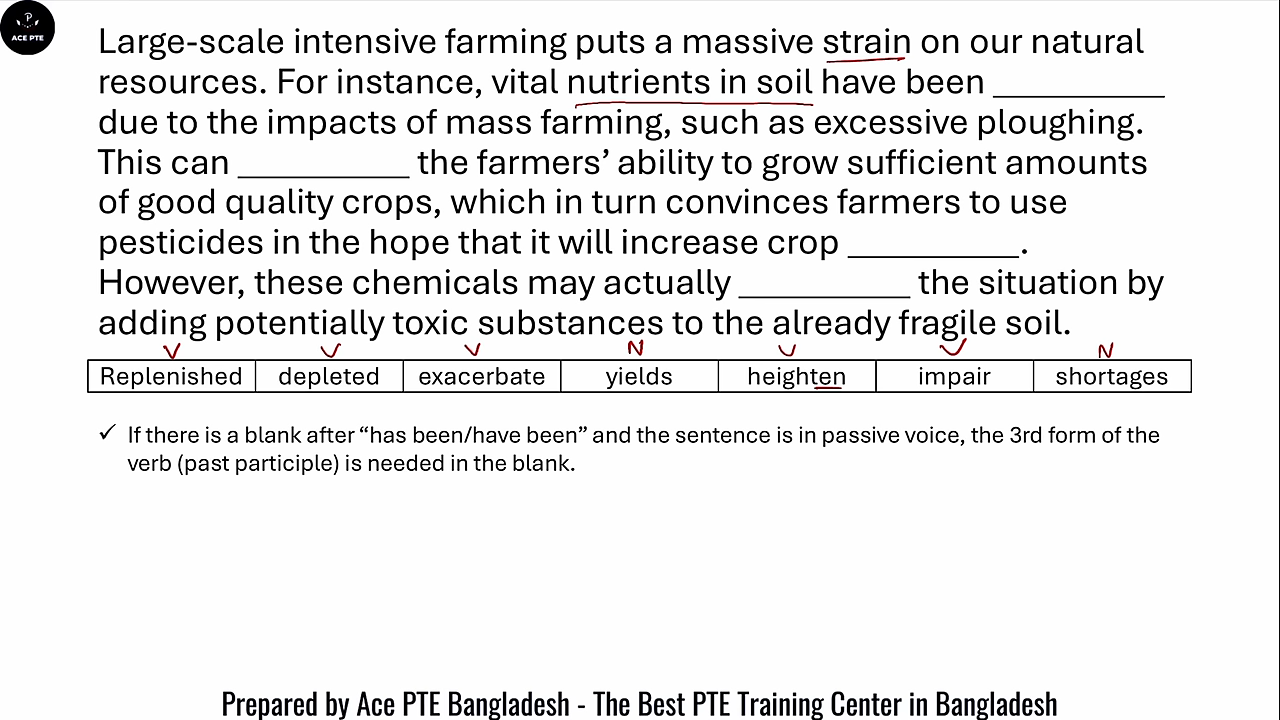 P
ACE PTE
Large-scale intensive farming puts a massive strain on our natural
resources. For instance, vital nutrients in soil have been __________
due to the impacts of mass farming, such as excessive ploughing.
This can __________ the farmers’ ability to grow sufficient amounts
of good quality crops, which in turn convinces farmers to use
pesticides in the hope that it will increase crop __________.
However, these chemicals may actually __________ the situation by
adding potentially toxic substances to the already fragile soil.
V V V N V V N
Replenished depleted exacerbate yields heighten impair shortages
✓ If there is a blank after “has been/have been” and the sentence is in passive voice, the 3rd form of the
verb (past participle) is needed in the blank.
Prepared by Ace PTE Bangladesh - The Best PTE Training Center in Bangladesh